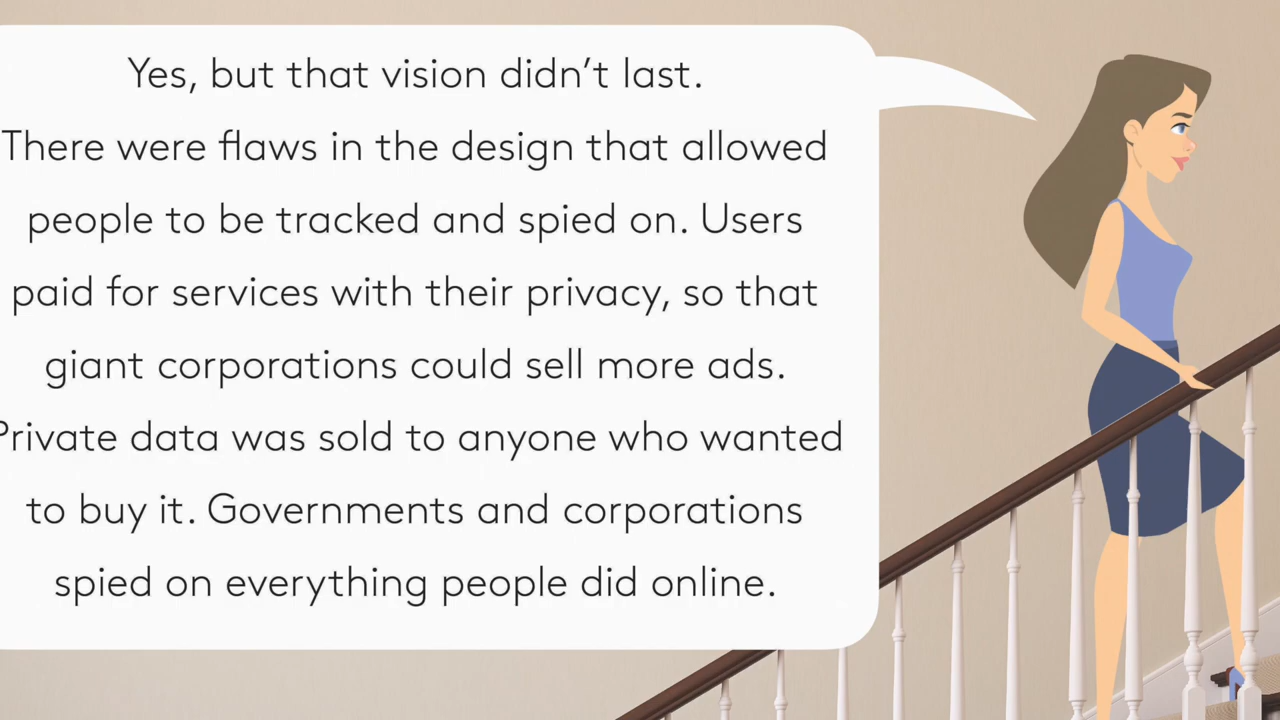 Yes, but that vision didn’t last.
There were flaws in the design that allowed
people to be tracked and spied on. Users
paid for services with their privacy, so that
giant corporations could sell more ads.
Private data was sold to anyone who wanted
to buy it. Governments and corporations
spied on everything people did online.